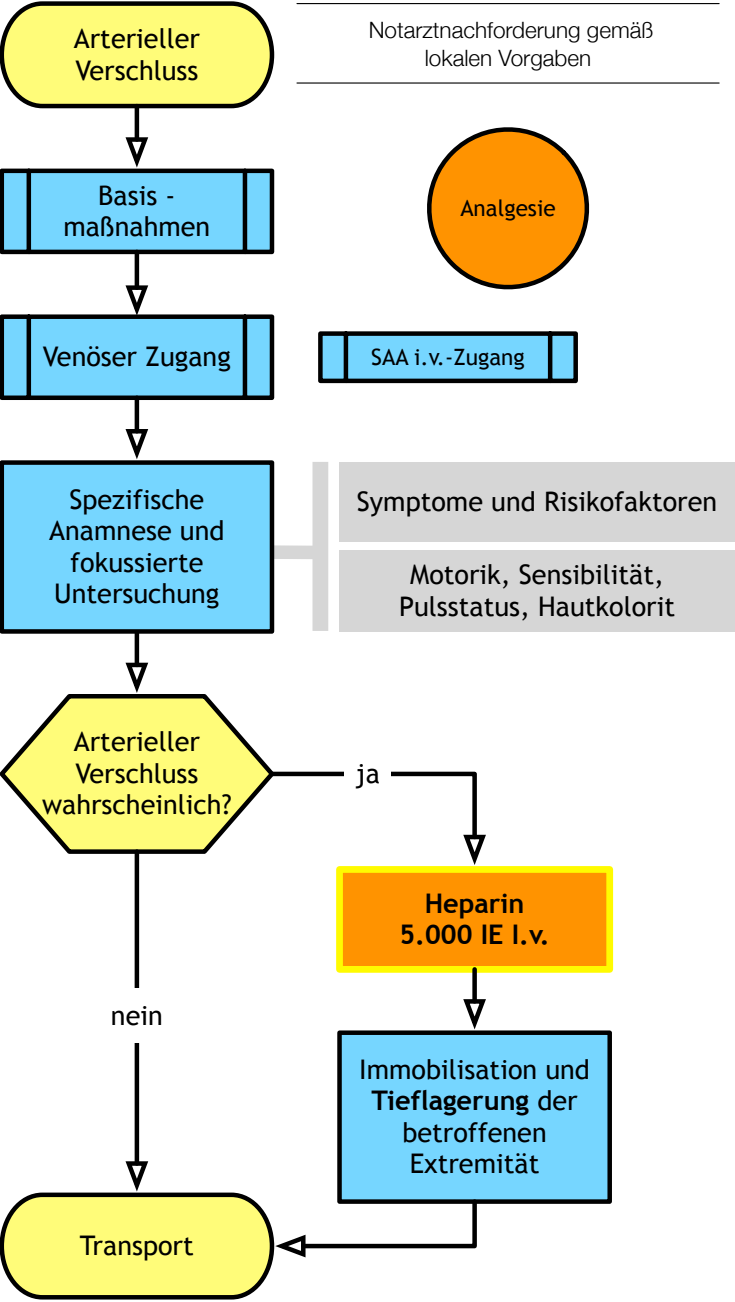 Arterieller
Verschluss
Notarztnachforderung gemäß
lokalen Vorgaben
Basis -
maßnahmen
Analgesie
Venöser Zugang
SAA i.v.-Zugang
Spezifische
Anamnese und
fokussierte
Untersuchung
Symptome und Risikofaktoren
Motorik, Sensibilität,
Pulsstatus, Hautkolorit
Arterieller
Verschluss
wahrscheinlich?
ja
Heparin
5.000 IE I.v.
nein
Immobilisation und
Tieflagerung der
betroffenen
Extremität
Transport